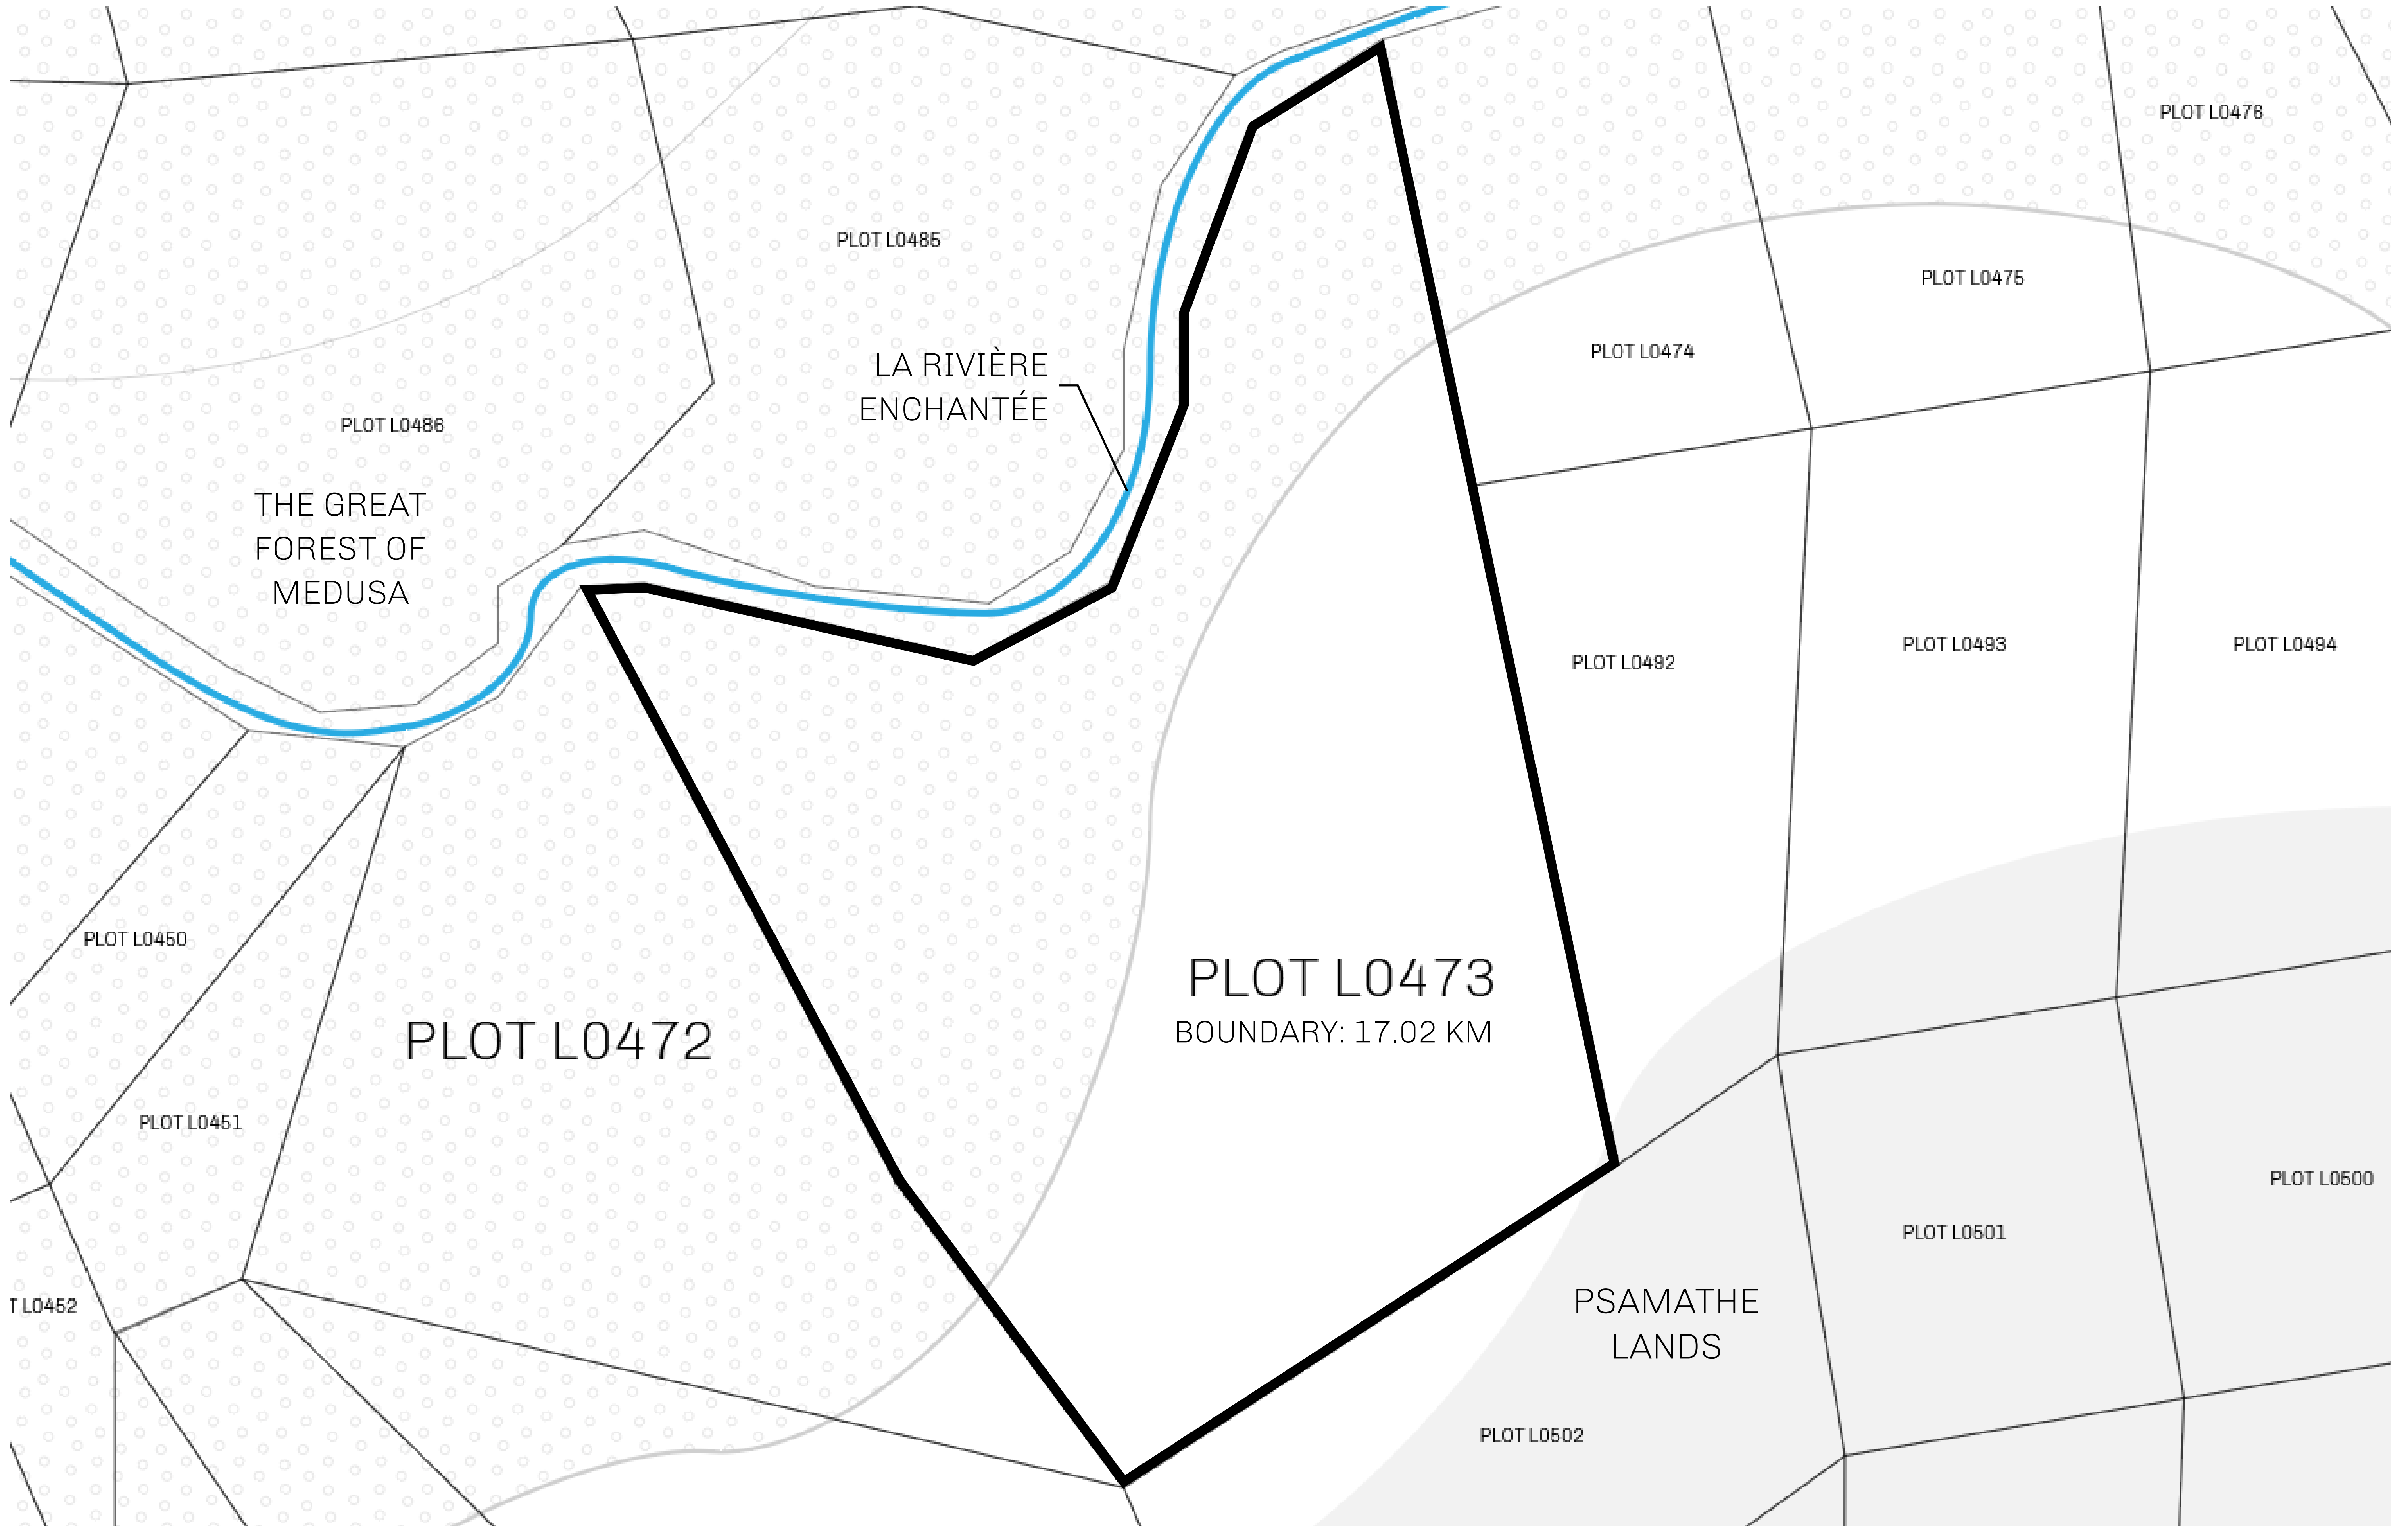 PLOT L0476
PLOT L0485
PLOT L0475
PLOT L0474
LA RIVIÈRE
ENCHANTÉE
PLOT L0486
THE GREAT
FOREST OF
MEDUSA
PLOT L0492
PLOT L0493
PLOT L0494
PLOT L0450
PLOT L0473
BOUNDARY: 17.02 KM
PLOT L0472
PLOT L0451
PLOT L0500
PLOT L0501
T L0452
PSAMATHE
LANDS
PLOT L0502